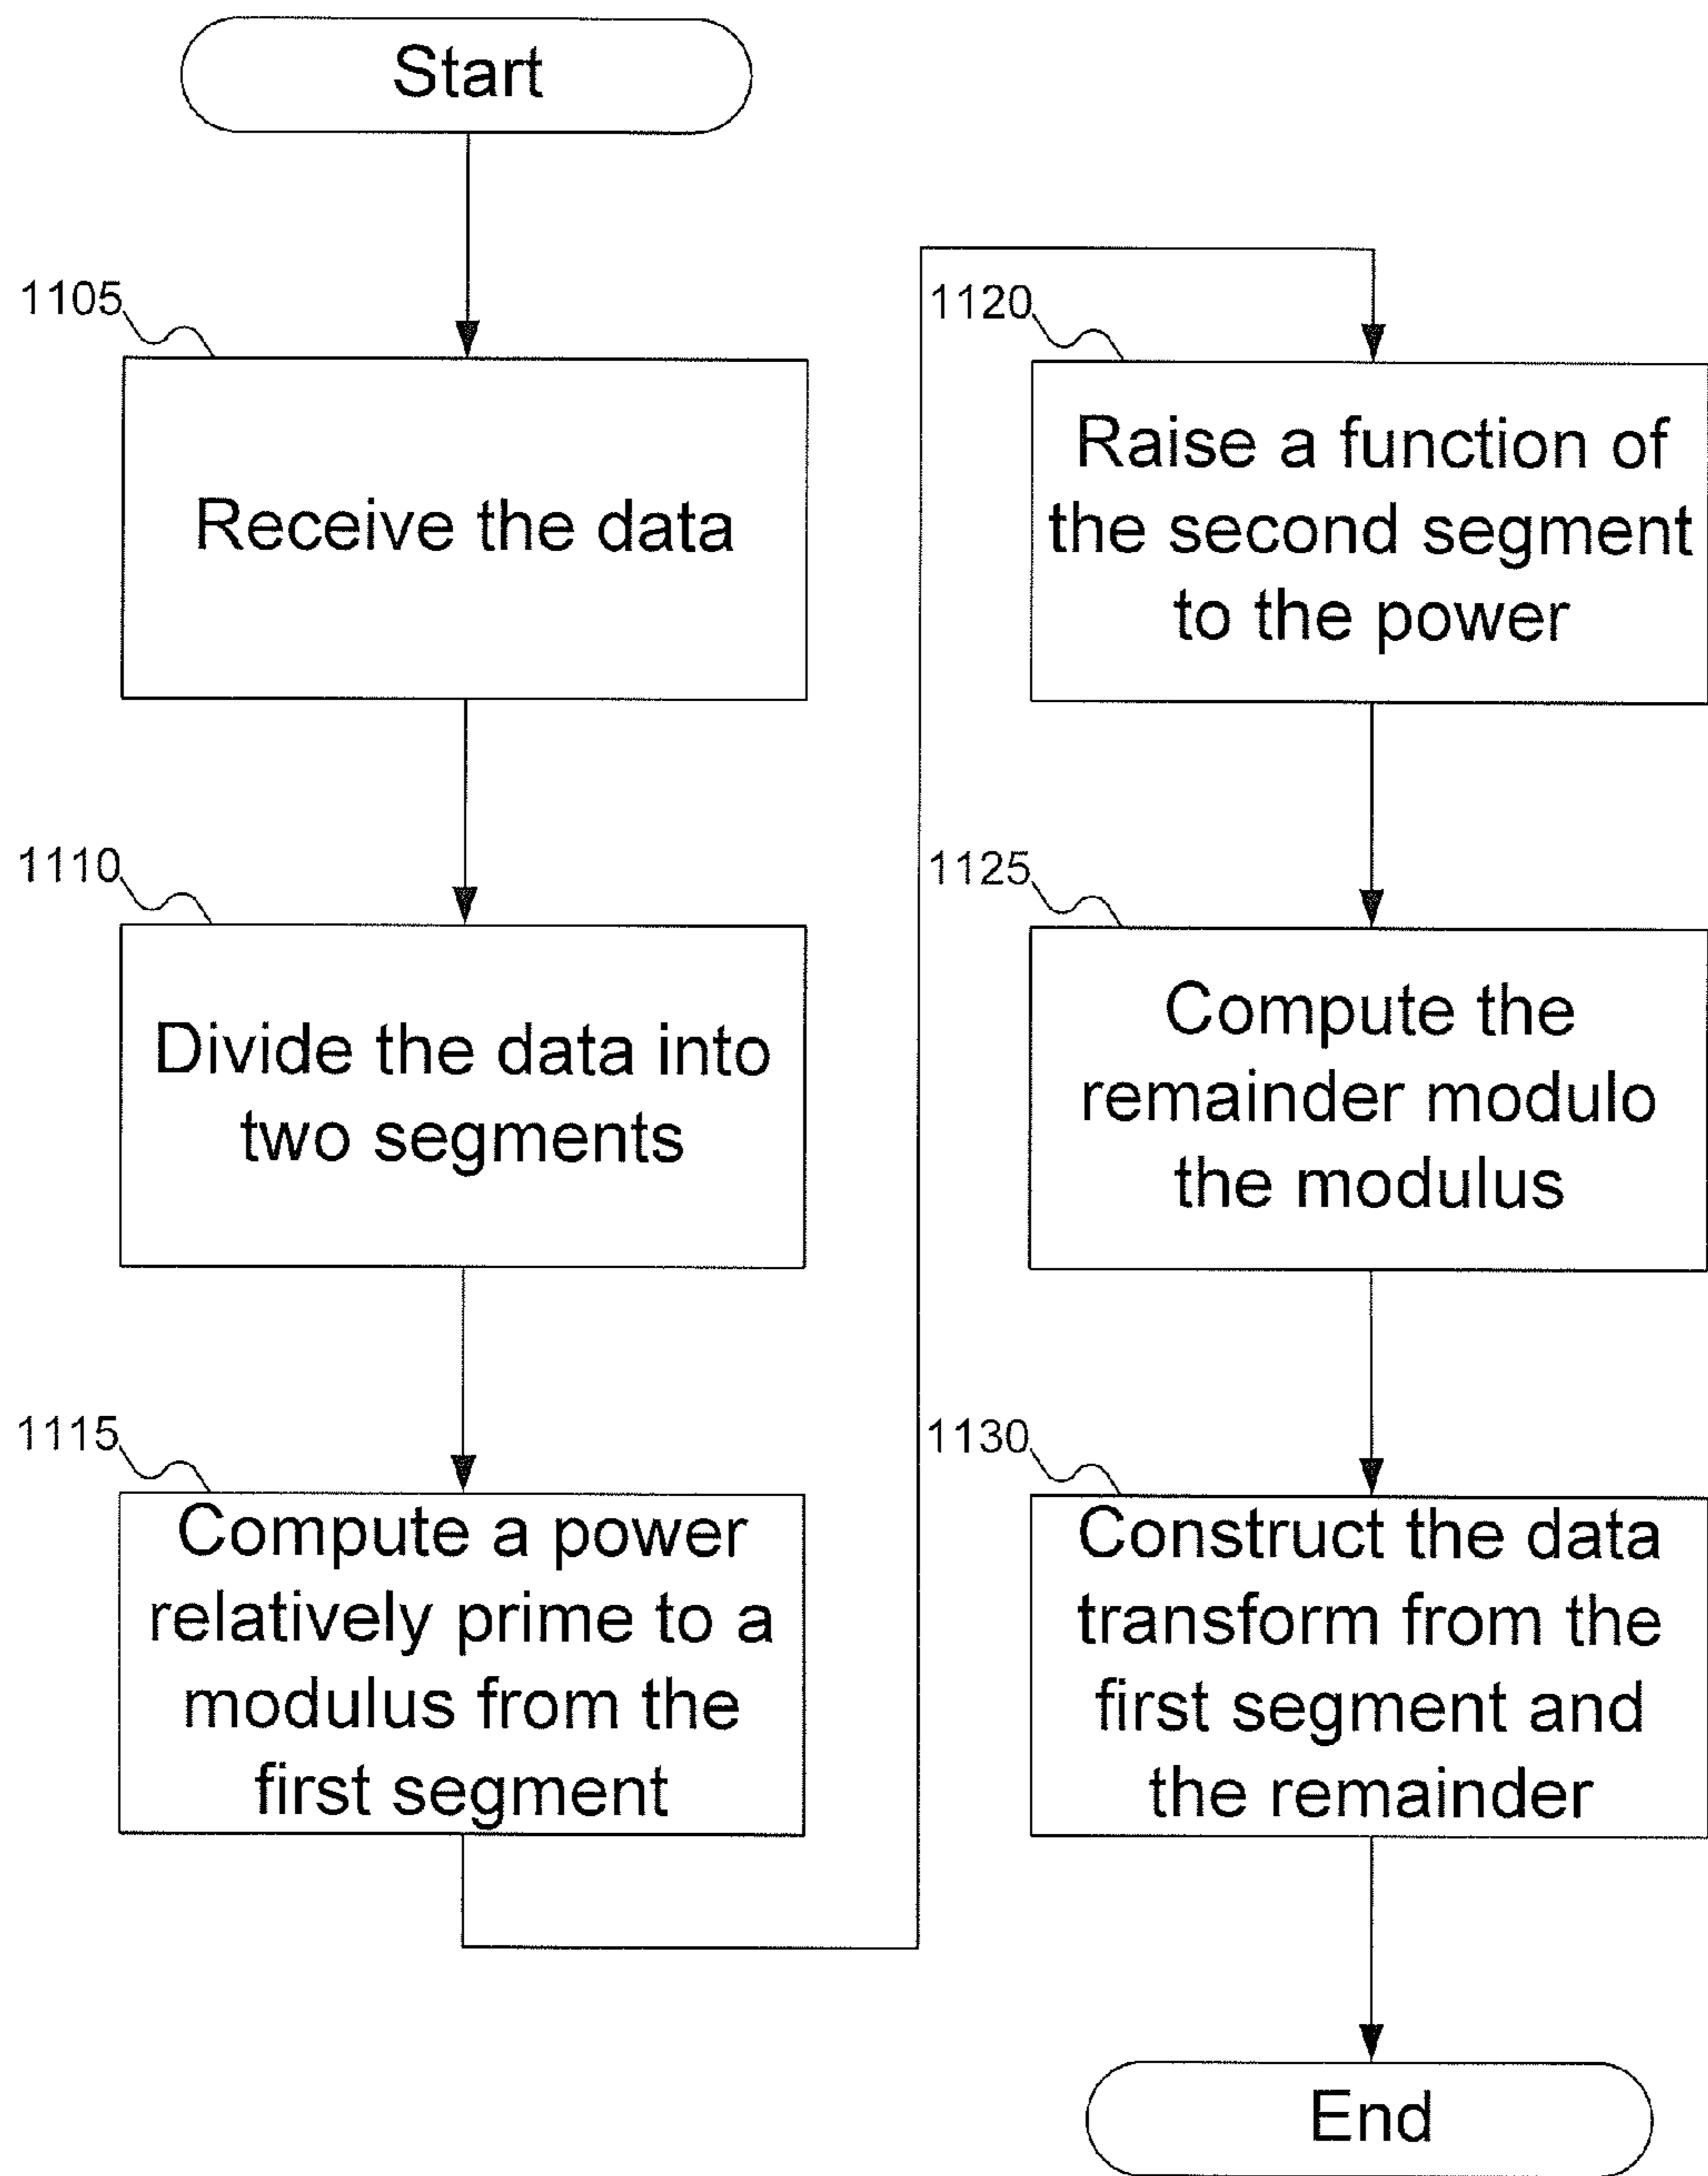 Start
1105
Receive the data
1110
Divide the data into
two segments
1115
Compute a power
relatively prime to a
modulus from the
first segment
1120
Raise a function of
the second segment
to the power
1125
Compute the
remainder modulo
the modulus
1130
Construct the data
transform from the
first segment and
the remainder
End